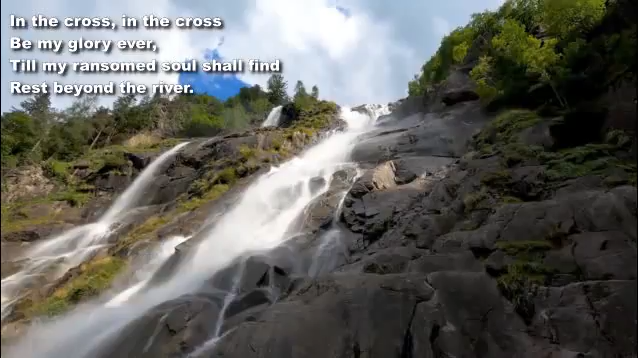 In the cross, in the cross
Be my glory ever,
Till my ransomed soul shall find
Rest beyond the river.